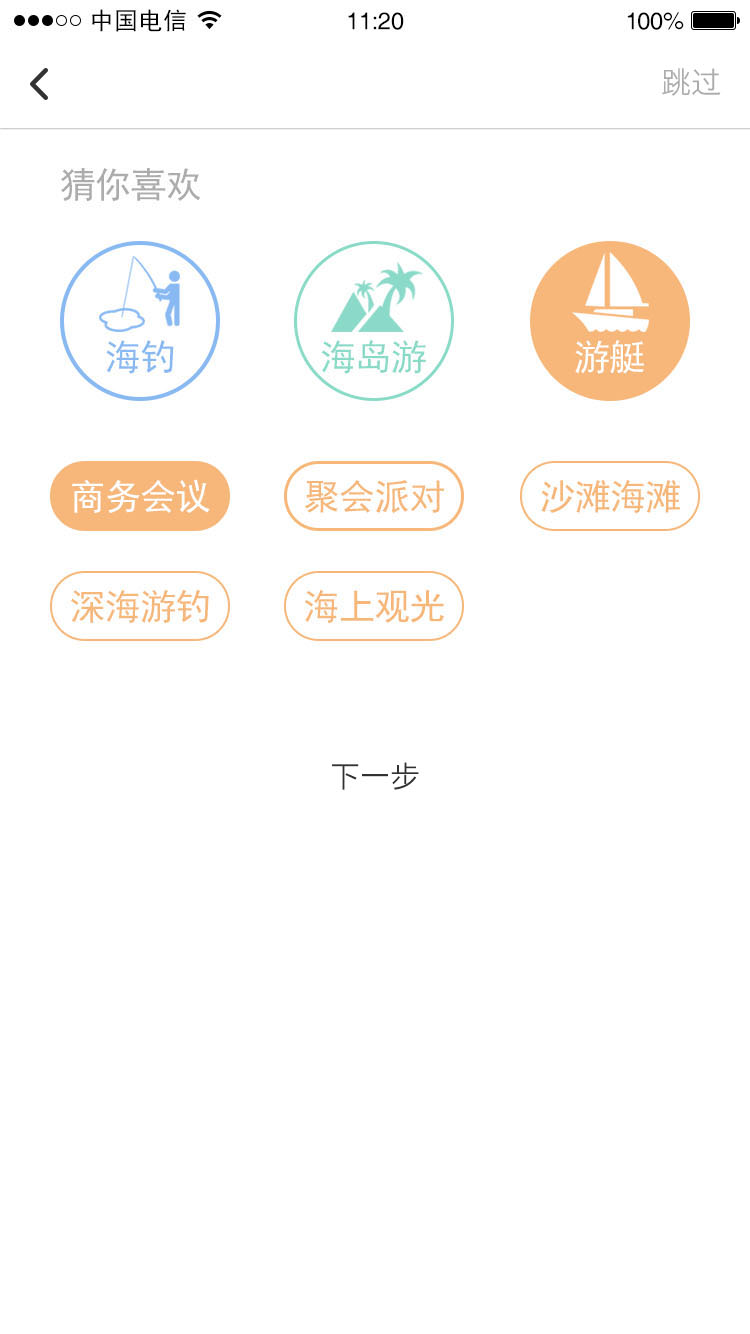 中国电信 11:20 100%
跳过
猜你喜欢
海钓 海岛游 游艇
商务会议 聚会派对 沙滩海滩
深海游钓 海上观光
下一步